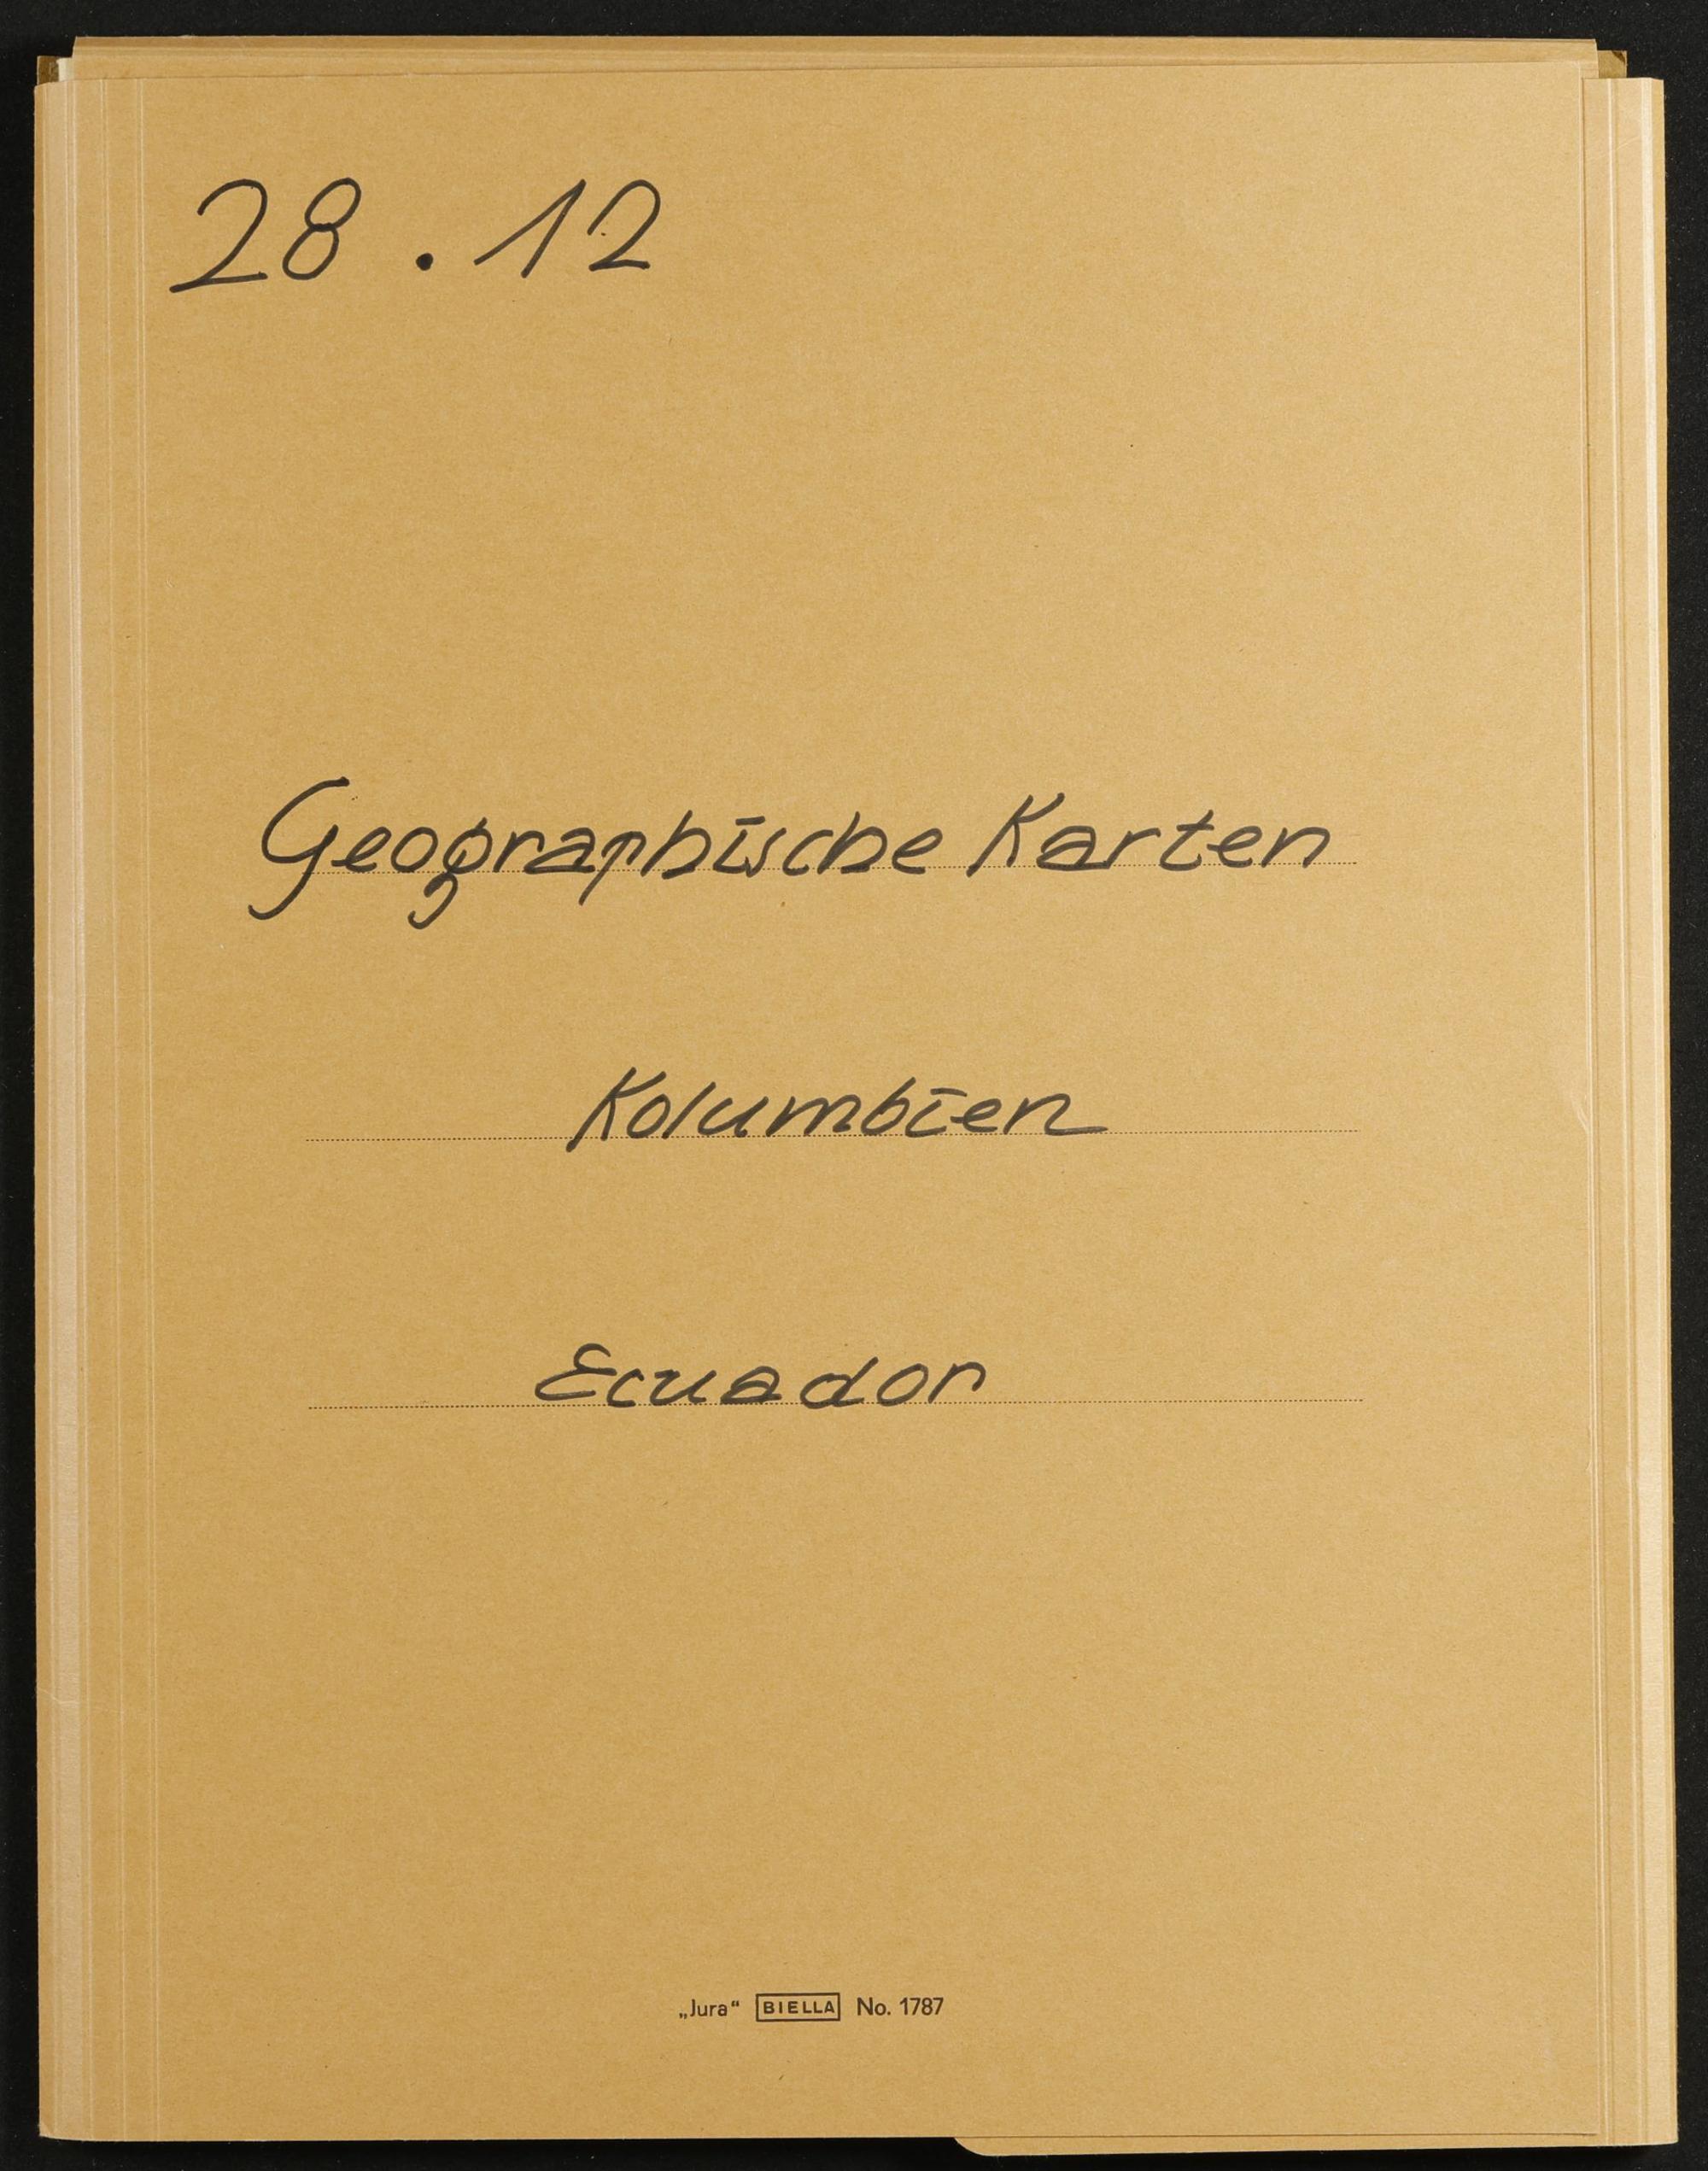 28 . 12
Geographische Karten
Kolumbien
Ecuador
„Jura“ BIELLA No. 1787